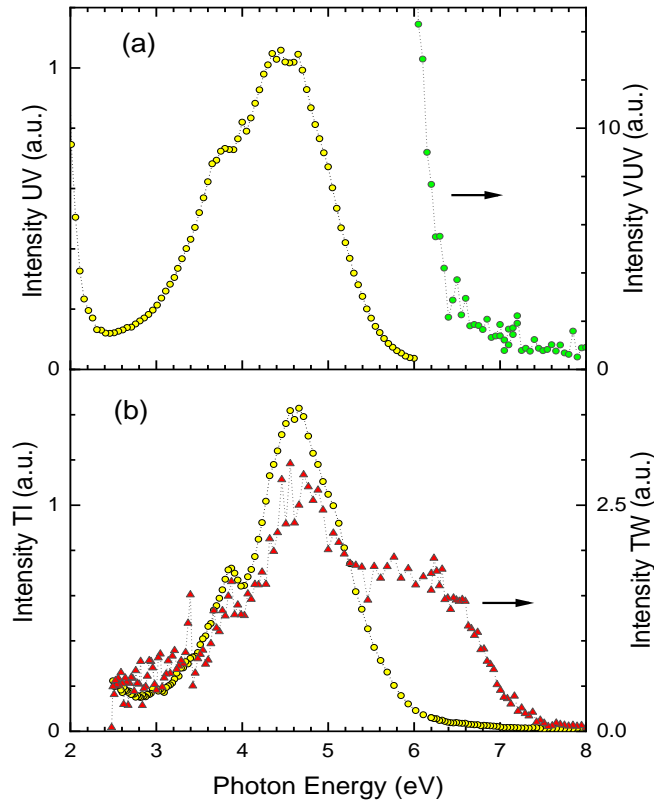 (a)
1
0
Intensity UV (a.u.)
10
0
Intensity VUV (a.u.)
(b)
1
0
Intensity TI (a.u.)
2.5
0.0
Intensity TW (a.u.)
2 3 4 5 6 7 8
Photon Energy (eV)